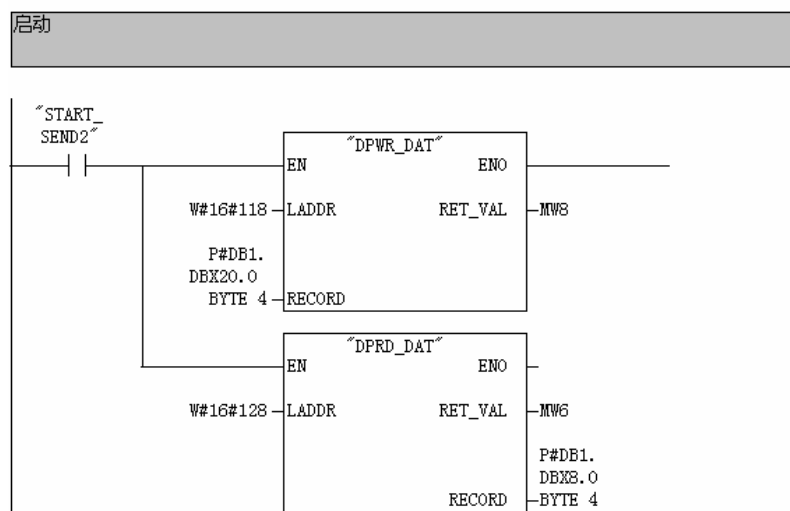 启动
"START_
SEND2"
"DPWR_DAT"
EN ENO
W#16#118 LADDR RET_VAL MW8
P#DB1.
DBX20.0
BYTE 4 RECORD
"DPRD_DAT"
EN ENO
W#16#128 LADDR RET_VAL MW6
P#DB1.
DBX8.0
RECORD BYTE 4